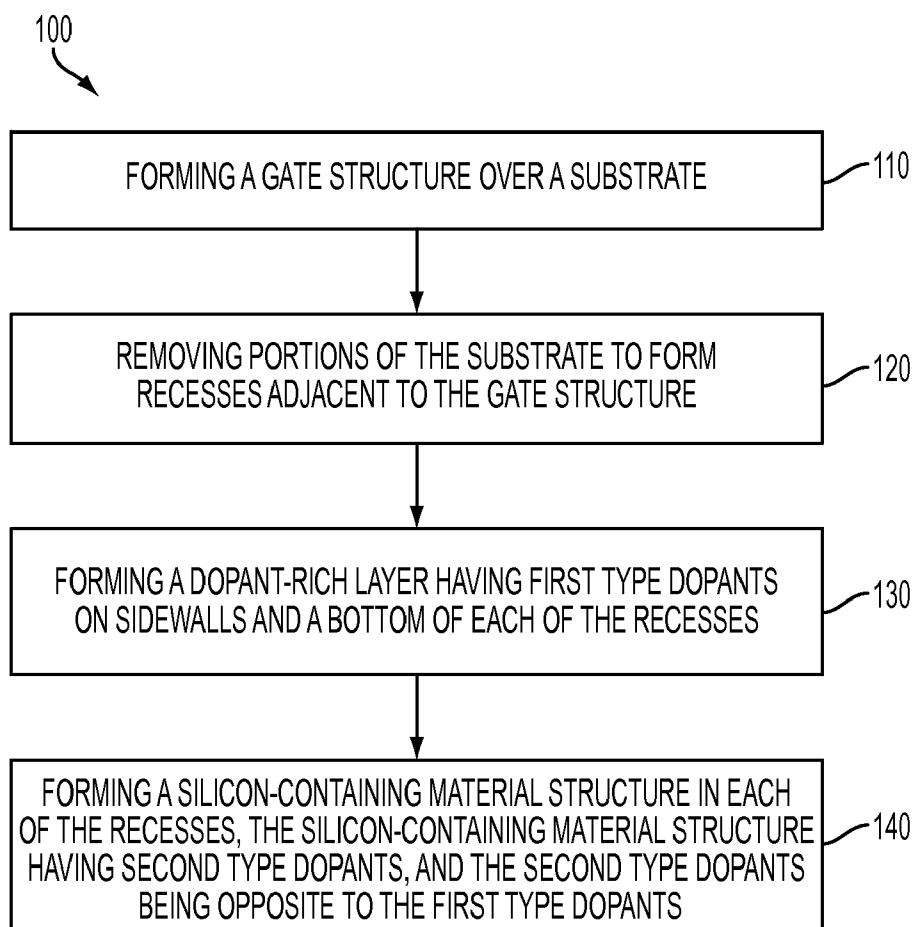 100
FORMING A GATE STRUCTURE OVER A SUBSTRATE
110
REMOVING PORTIONS OF THE SUBSTRATE TO FORM
RECESSES ADJACENT TO THE GATE STRUCTURE
120
FORMING A DOPANT-RICH LAYER HAVING FIRST TYPE DOPANTS
ON SIDEWALLS AND A BOTTOM OF EACH OF THE RECESSES
130
FORMING A SILICON-CONTAINING MATERIAL STRUCTURE IN EACH
OF THE RECESSES, THE SILICON-CONTAINING MATERIAL STRUCTURE
HAVING SECOND TYPE DOPANTS, AND THE SECOND TYPE DOPANTS
BEING OPPOSITE TO THE FIRST TYPE DOPANTS
140